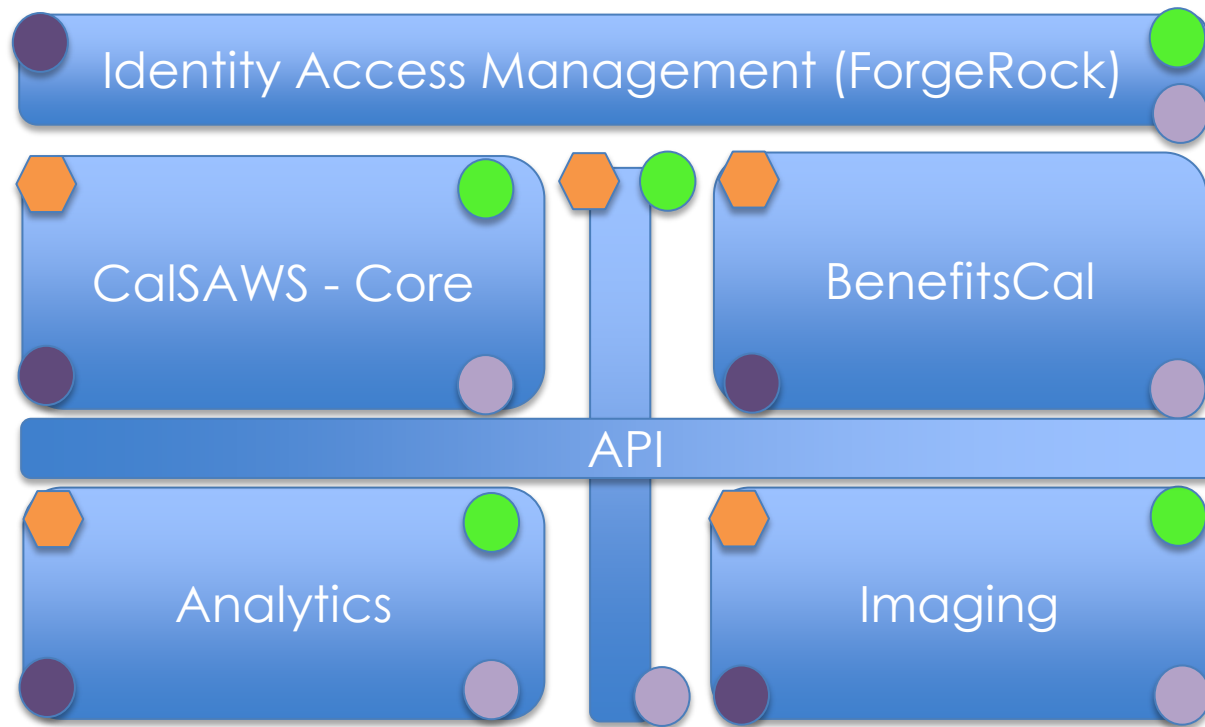 Identity Access Management (ForgeRock)
CalSAWS - Core
BenefitsCal
API
Analytics
Imaging